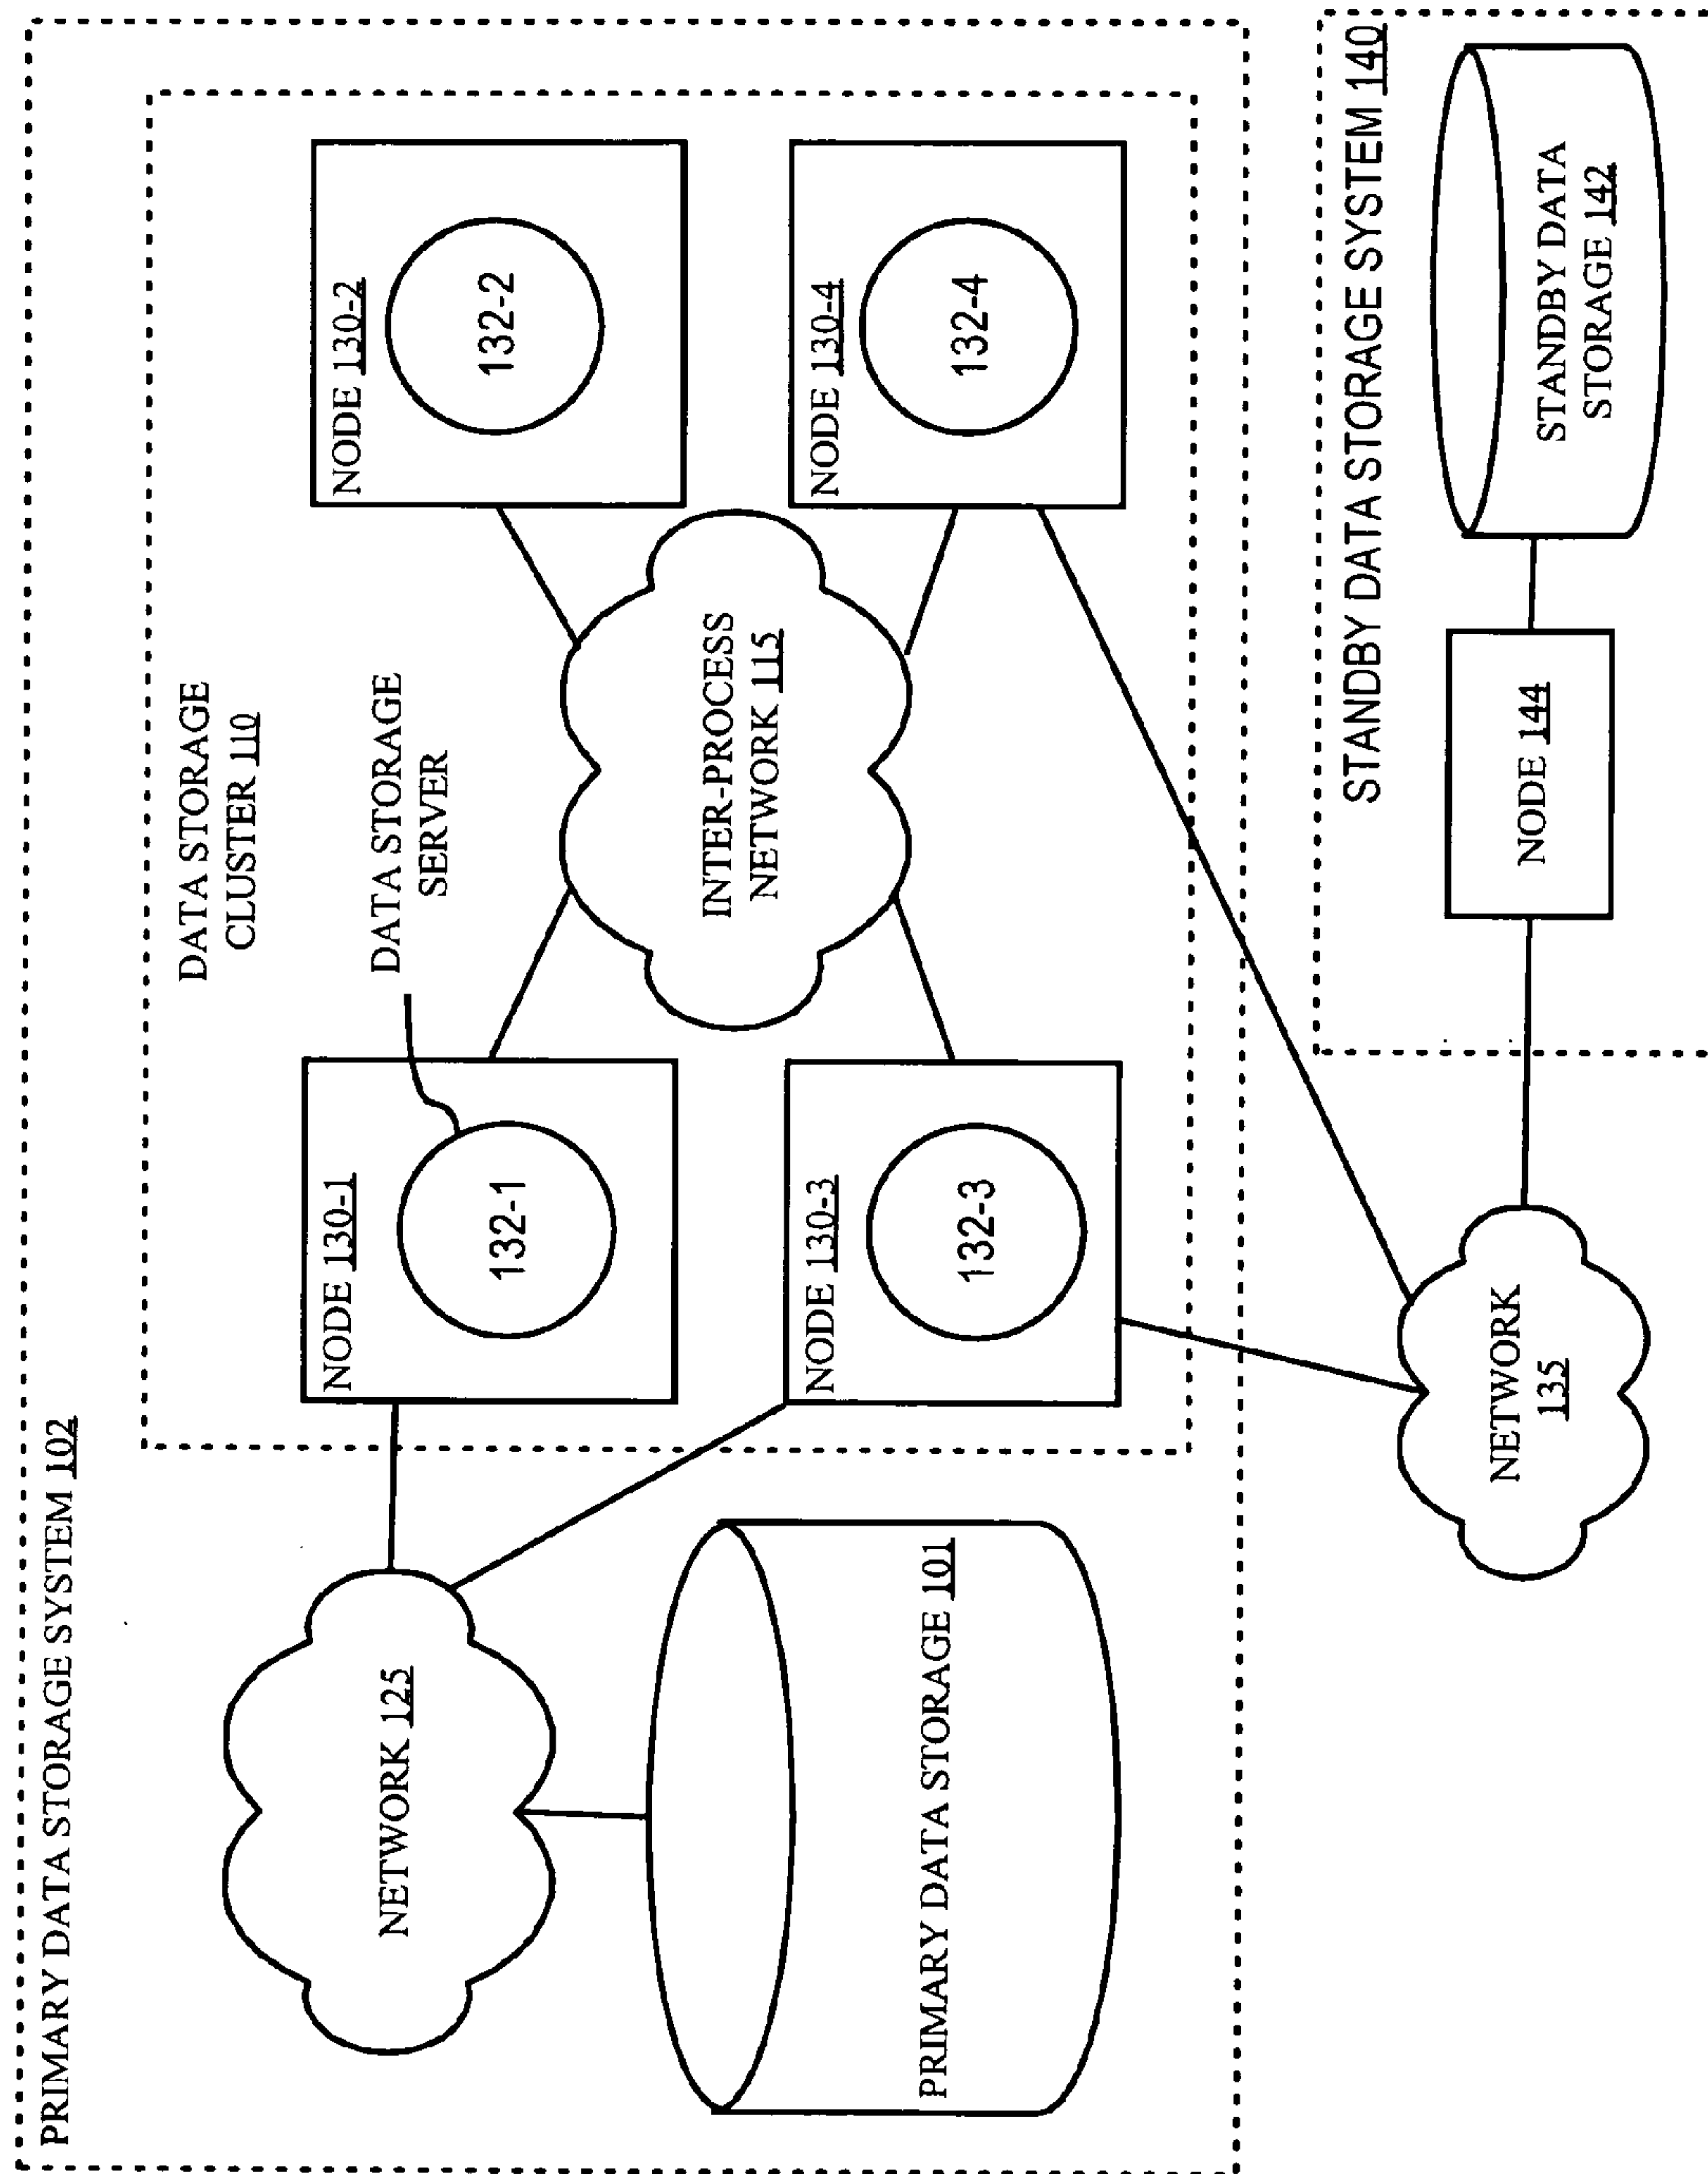 PRIMARY DATA STORAGE SYSTEM 102
DATA STORAGE
CLUSTER 110
NODE 130-1
132-1
DATA STORAGE
SERVER
NODE 130-2
132-2
NETWORK 125
INTER-PROCESS
NETWORK 115
NODE 130-3
132-3
NODE 130-4
132-4
PRIMARY DATA STORAGE 101
STANDBY DATA STORAGE SYSTEM 140
NETWORK
135
NODE 144
STANDBY DATA
STORAGE 142